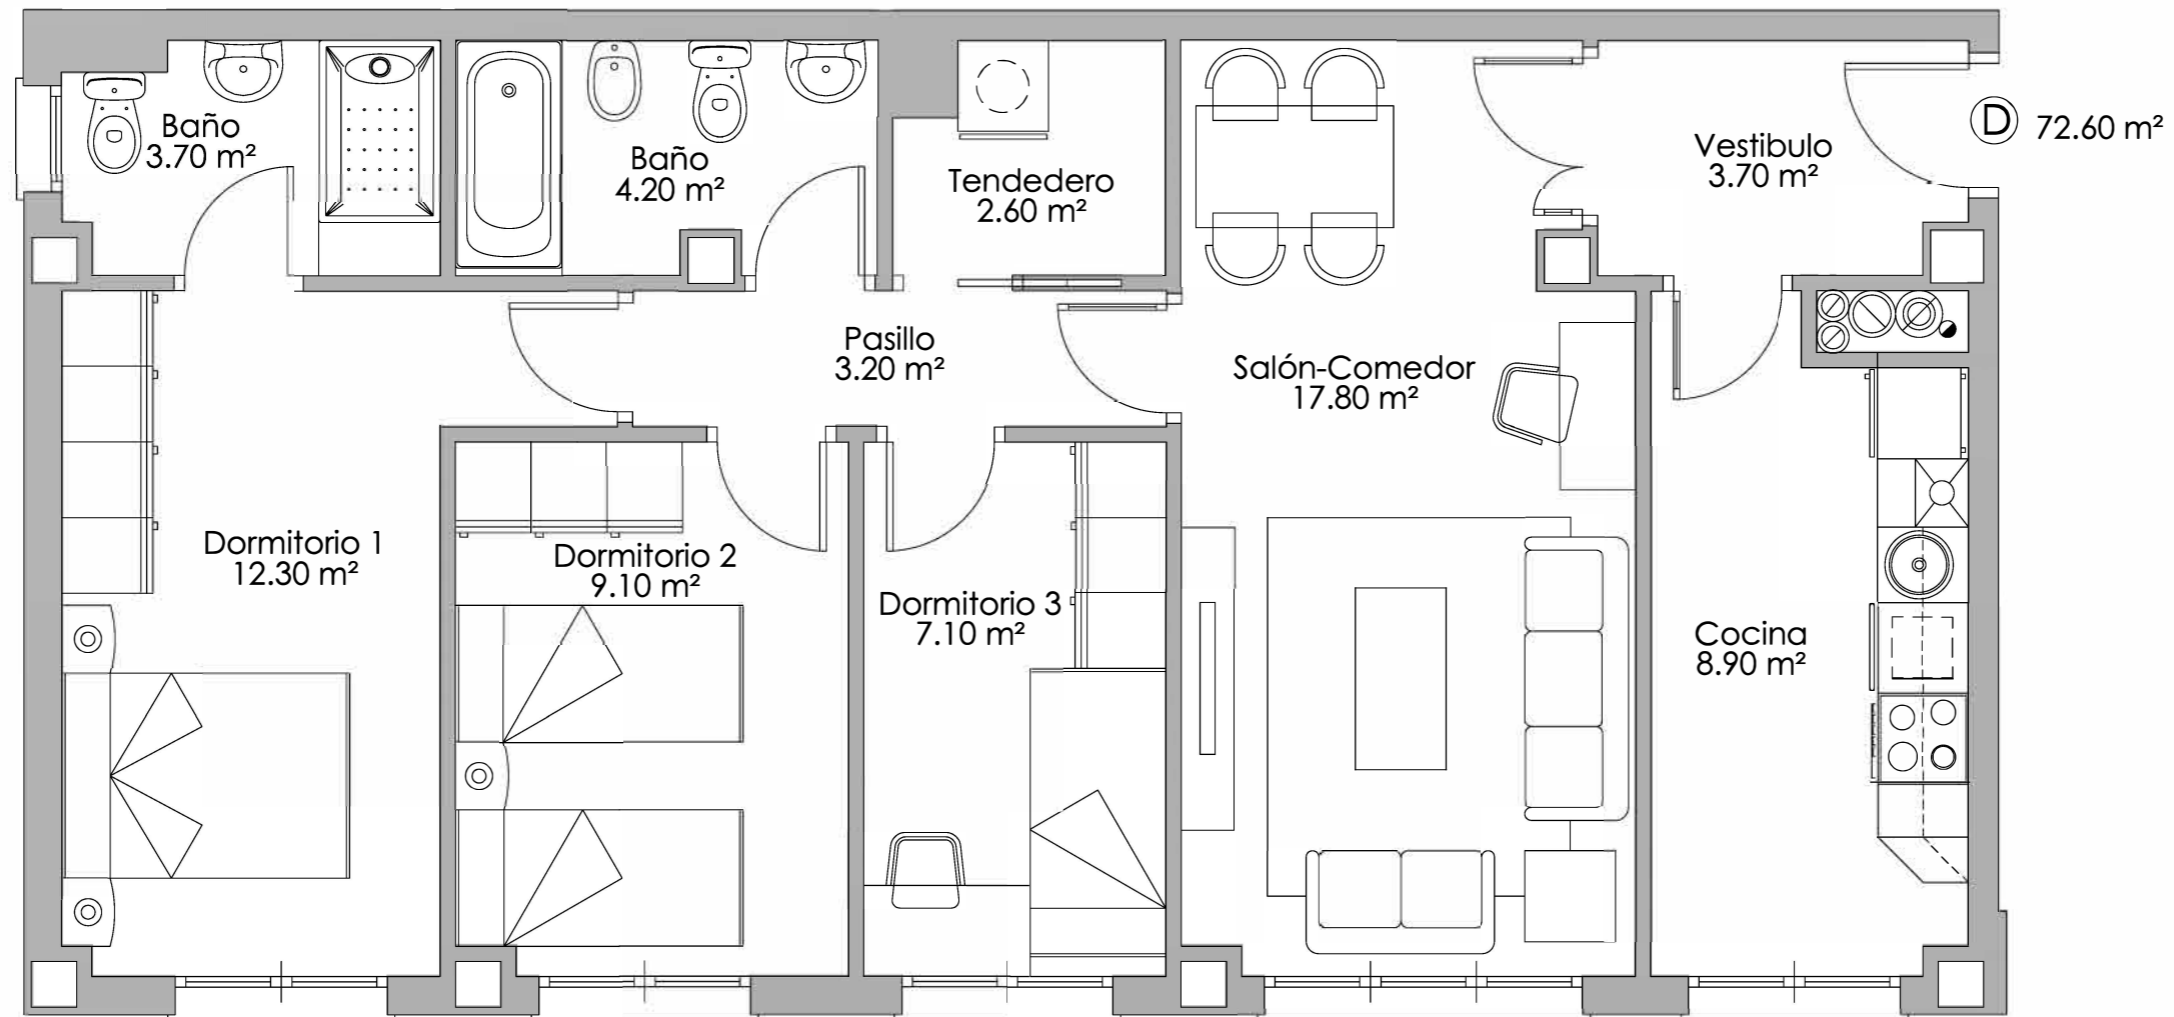 Baño
3.70 m²
Baño
4.20 m²
Tendedero
2.60 m²
Vestibulo
3.70 m²
D 72.60 m²
Pasillo
3.20 m²
Salón-Comedor
17.80 m²
Dormitorio 1
12.30 m²
Dormitorio 2
9.10 m²
Dormitorio 3
7.10 m²
Cocina
8.90 m²